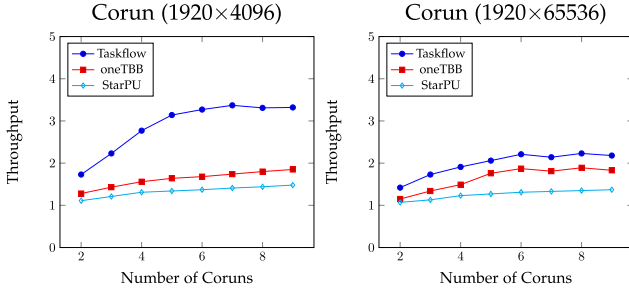 Corun (1920×4096)
5
4
3
2
1
0
Throughput
Taskflow
oneTBB
StarPU
2
4
6
8
Number of Coruns
Corun (1920×65536)
5
4
3
2
1
0
Throughput
Taskflow
oneTBB
StarPU
2
4
6
8
Number of Coruns